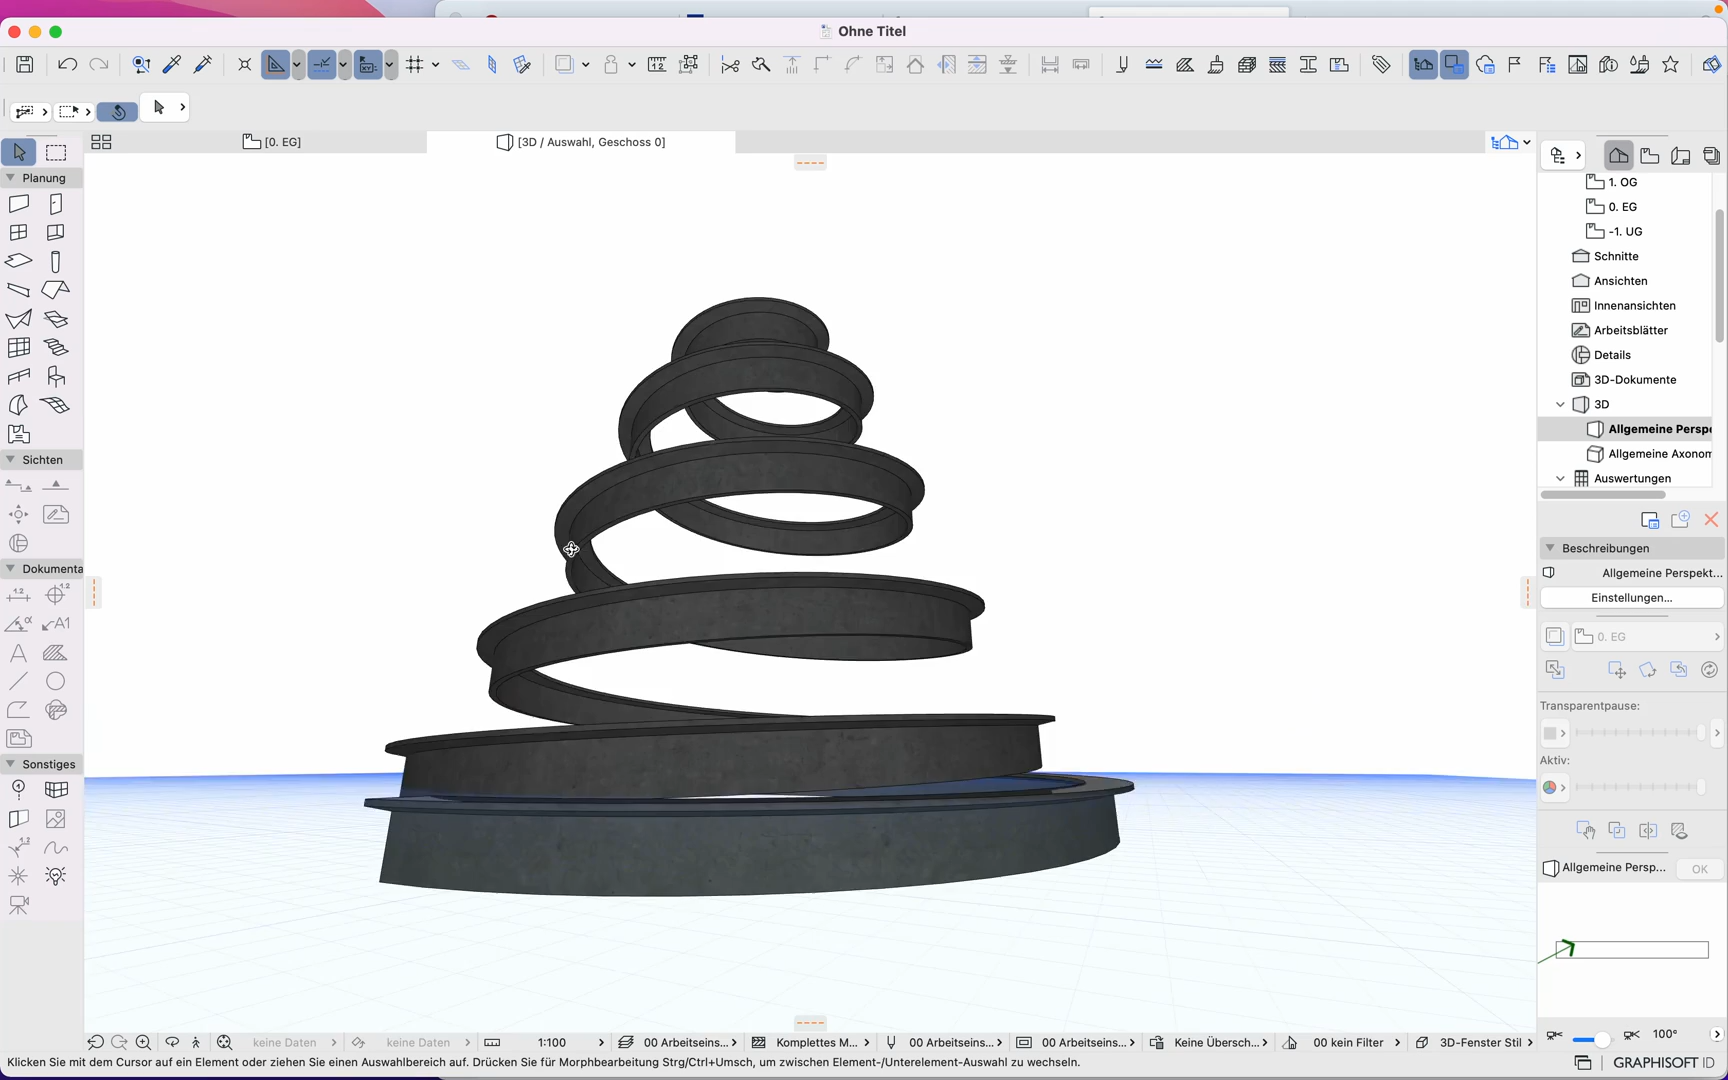 Ohne Titel
[0. EG]
[3D / Auswahl, Geschoss 0]
Planung
Sichten
Dokumenta
A1
Sonstiges
1. OG
0. EG
-1. UG
Schnitte
Ansichten
Innenansichten
Arbeitsblätter
Details
3D-Dokumente
3D
Allgemeine Perspe
Allgemeine Axonom
Auswertungen
Beschreibungen
Allgemeine Perspekt...
Einstellungen...
0. EG
Transparentpause:
Aktiv:
Allgemeine Persp...
OK
100°
keine Daten
keine Daten
1:100
00 Arbeitseins...
Komplettes M...
00 Arbeitseins...
00 Arbeitseins...
Keine Übersch...
00 kein Filter
3D-Fenster Stil
Klicken Sie mit dem Cursor auf ein Element oder ziehen Sie einen Auswahlbereich auf. Drücken Sie für Morphbearbeitung Strg/Ctrl+Umsch, um zwischen Element-/Unterelement-Auswahl zu wechseln.
GRAPHISOFT ID